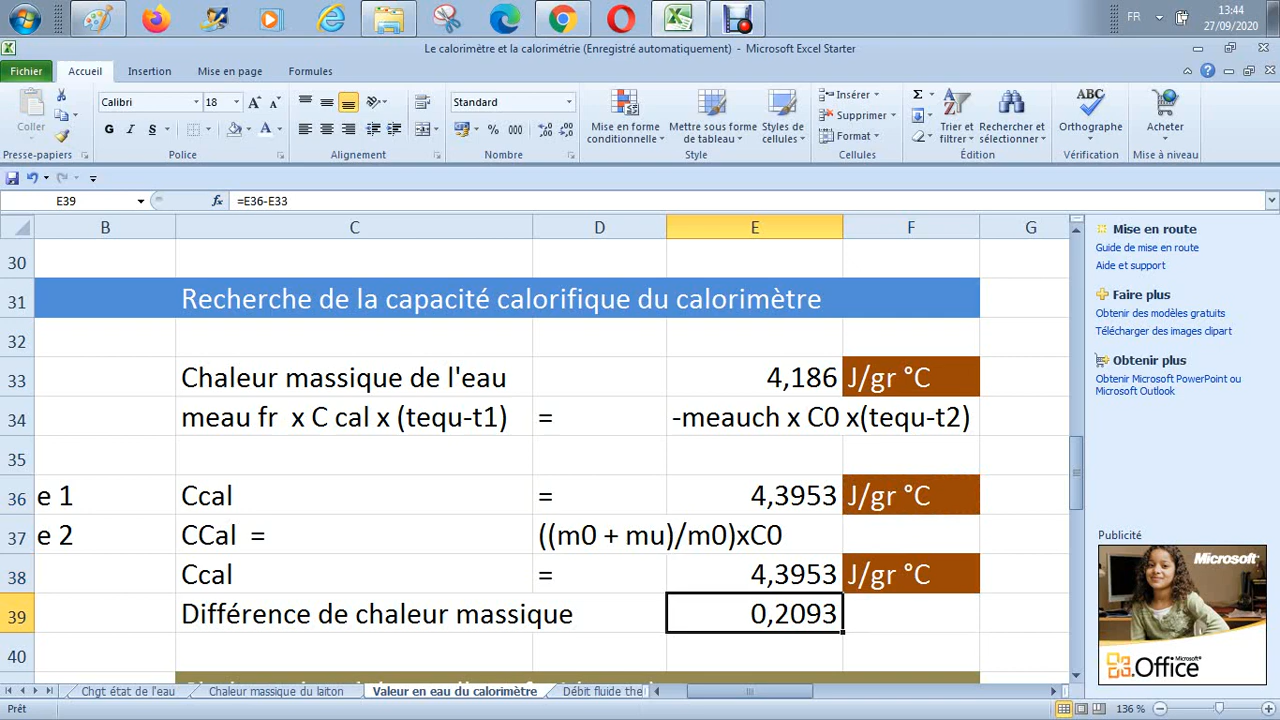 FR
13:44
27/09/2020
Le calorimètre et la calorimétrie (Enregistré automatiquement) - Microsoft Excel Starter
Fichier Accueil Insertion Mise en page Formules
Coller
Presse-papiers
Calibri 18
G I S
Police
Alignement
Standard
% 000
Nombre
Mise en forme conditionnelle
Mettre sous forme de tableau
Styles de cellules
Style
Insérer
Supprimer
Format
Cellules
Σ
Trier et filtrer
Rechercher et sélectionner
Édition
ABC
Orthographe
Vérification
Acheter
Mise à niveau
E39 fx =E36-E33
B C D E F G
30
31 Recherche de la capacité calorifique du calorimètre
32
33 Chaleur massique de l'eau 4,186 J/gr °C
34 meau fr x C cal x (tequ-t1) = -meauch x C0 x(tequ-t2)
35
36 e 1 Ccal = 4,3953 J/gr °C
37 e 2 CCal = ((m0 + mu)/m0)xC0
38 Ccal = 4,3953 J/gr °C
39 Différence de chaleur massique 0,2093
40
Mise en route
Guide de mise en route
Aide et support
Faire plus
Obtenir des modèles gratuits
Télécharger des images clipart
Obtenir plus
Obtenir Microsoft PowerPoint ou
Microsoft Outlook
Publicité
Microsoft
Microsoft
Office
Chgt état de l'eau Chaleur massique du laiton Valeur en eau du calorimètre Débit fluide the
Prêt
136 %